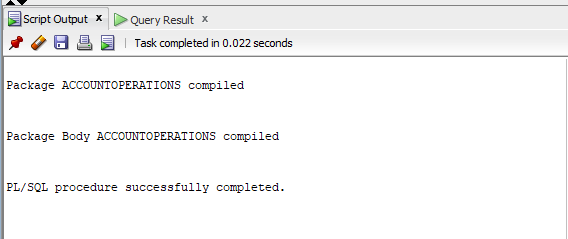 Script Output x Query Result x
Task completed in 0.022 seconds
Package ACCOUNTOPERATIONS compiled
Package Body ACCOUNTOPERATIONS compiled
PL/SQL procedure successfully completed.